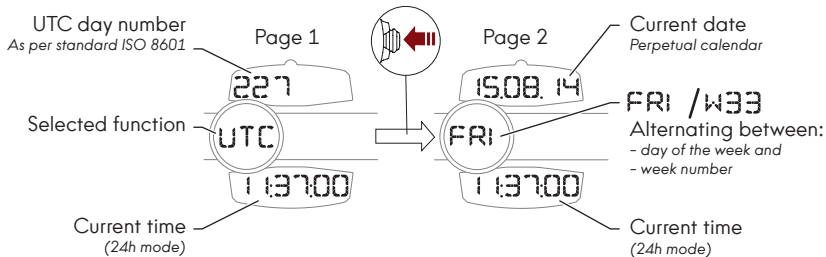 UTC day number
As per standard ISO 8601
Page 1
227
Selected function
UTC
11:37:00
Current time
(24h mode)
Page 2
15.08.14
FRI
11:37:00
Current date
Perpetual calendar
FRI /W33
Alternating between:
- day of the week and
- week number
Current time
(24h mode)